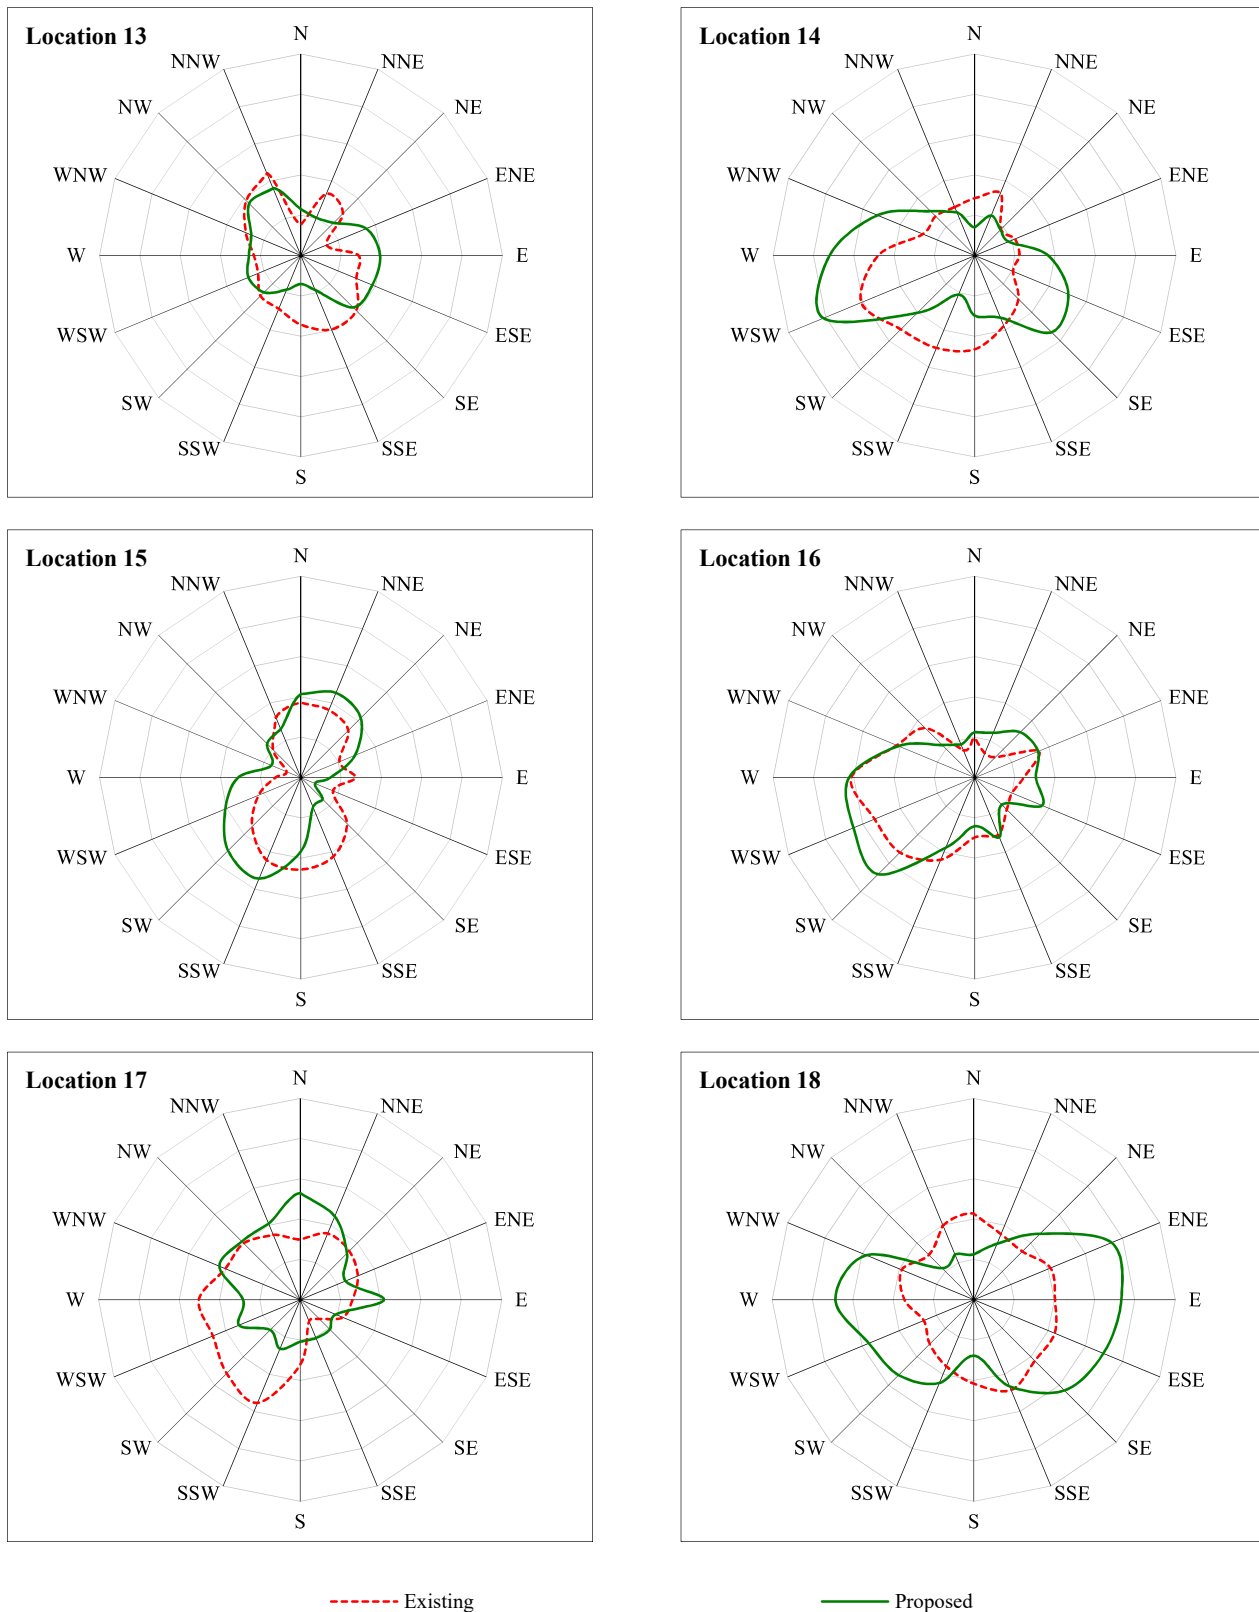 Location 13
N
NNW
NNE
NW
NE
WNW
ENE
W
E
WSW
ESE
SW
SE
SSW
SSE
S
Location 14
N
NNW
NNE
NW
NE
WNW
ENE
W
E
WSW
ESE
SW
SE
SSW
SSE
S
Location 15
N
NNW
NNE
NW
NE
WNW
ENE
W
E
WSW
ESE
SW
SE
SSW
SSE
S
Location 16
N
NNW
NNE
NW
NE
WNW
ENE
W
E
WSW
ESE
SW
SE
SSW
SSE
S
Location 17
N
NNW
NNE
NW
NE
WNW
ENE
W
E
WSW
ESE
SW
SE
SSW
SSE
S
Location 18
N
NNW
NNE
NW
NE
WNW
ENE
W
E
WSW
ESE
SW
SE
SSW
SSE
S
Existing
Proposed